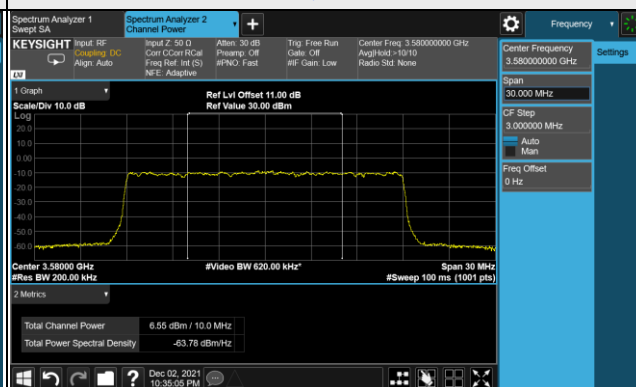 Spectrum Analyzer 1
Swept SA
Spectrum Analyzer 2
Channel Power
+
Frequency
KEYSIGHT
LXI
Input: RF
Coupling: DC
Align: Auto
Input Z: 50 Ω
Corr CCorr RCal
Freq Ref: Int (S)
NFE: Adaptive
Atten: 30 dB
Preamp: Off
#PNO: Fast
Trig: Free Run
Gate: Off
#IF Gain: Low
Center Freq: 3.580000000 GHz
Avg|Hold:>10/10
Radio Std: None
Center Frequency
3.580000000 GHz
Settings
Span
30.000 MHz
CF Step
3.000000 MHz
Auto
Man
Freq Offset
0 Hz
1 Graph
Scale/Div 10.0 dB
Ref Lvl Offset 11.00 dB
Ref Value 30.00 dBm
Log
20.0
10.0
0.00
-10.0
-20.0
-30.0
-40.0
-50.0
-60.0
Center 3.58000 GHz
#Res BW 200.00 kHz
#Video BW 620.00 kHz*
Span 30 MHz
#Sweep 100 ms (1001 pts)
2 Metrics
Total Channel Power 6.55 dBm / 10.0 MHz
Total Power Spectral Density -63.78 dBm/Hz
?
Dec 02, 2021
10:35:05 PM